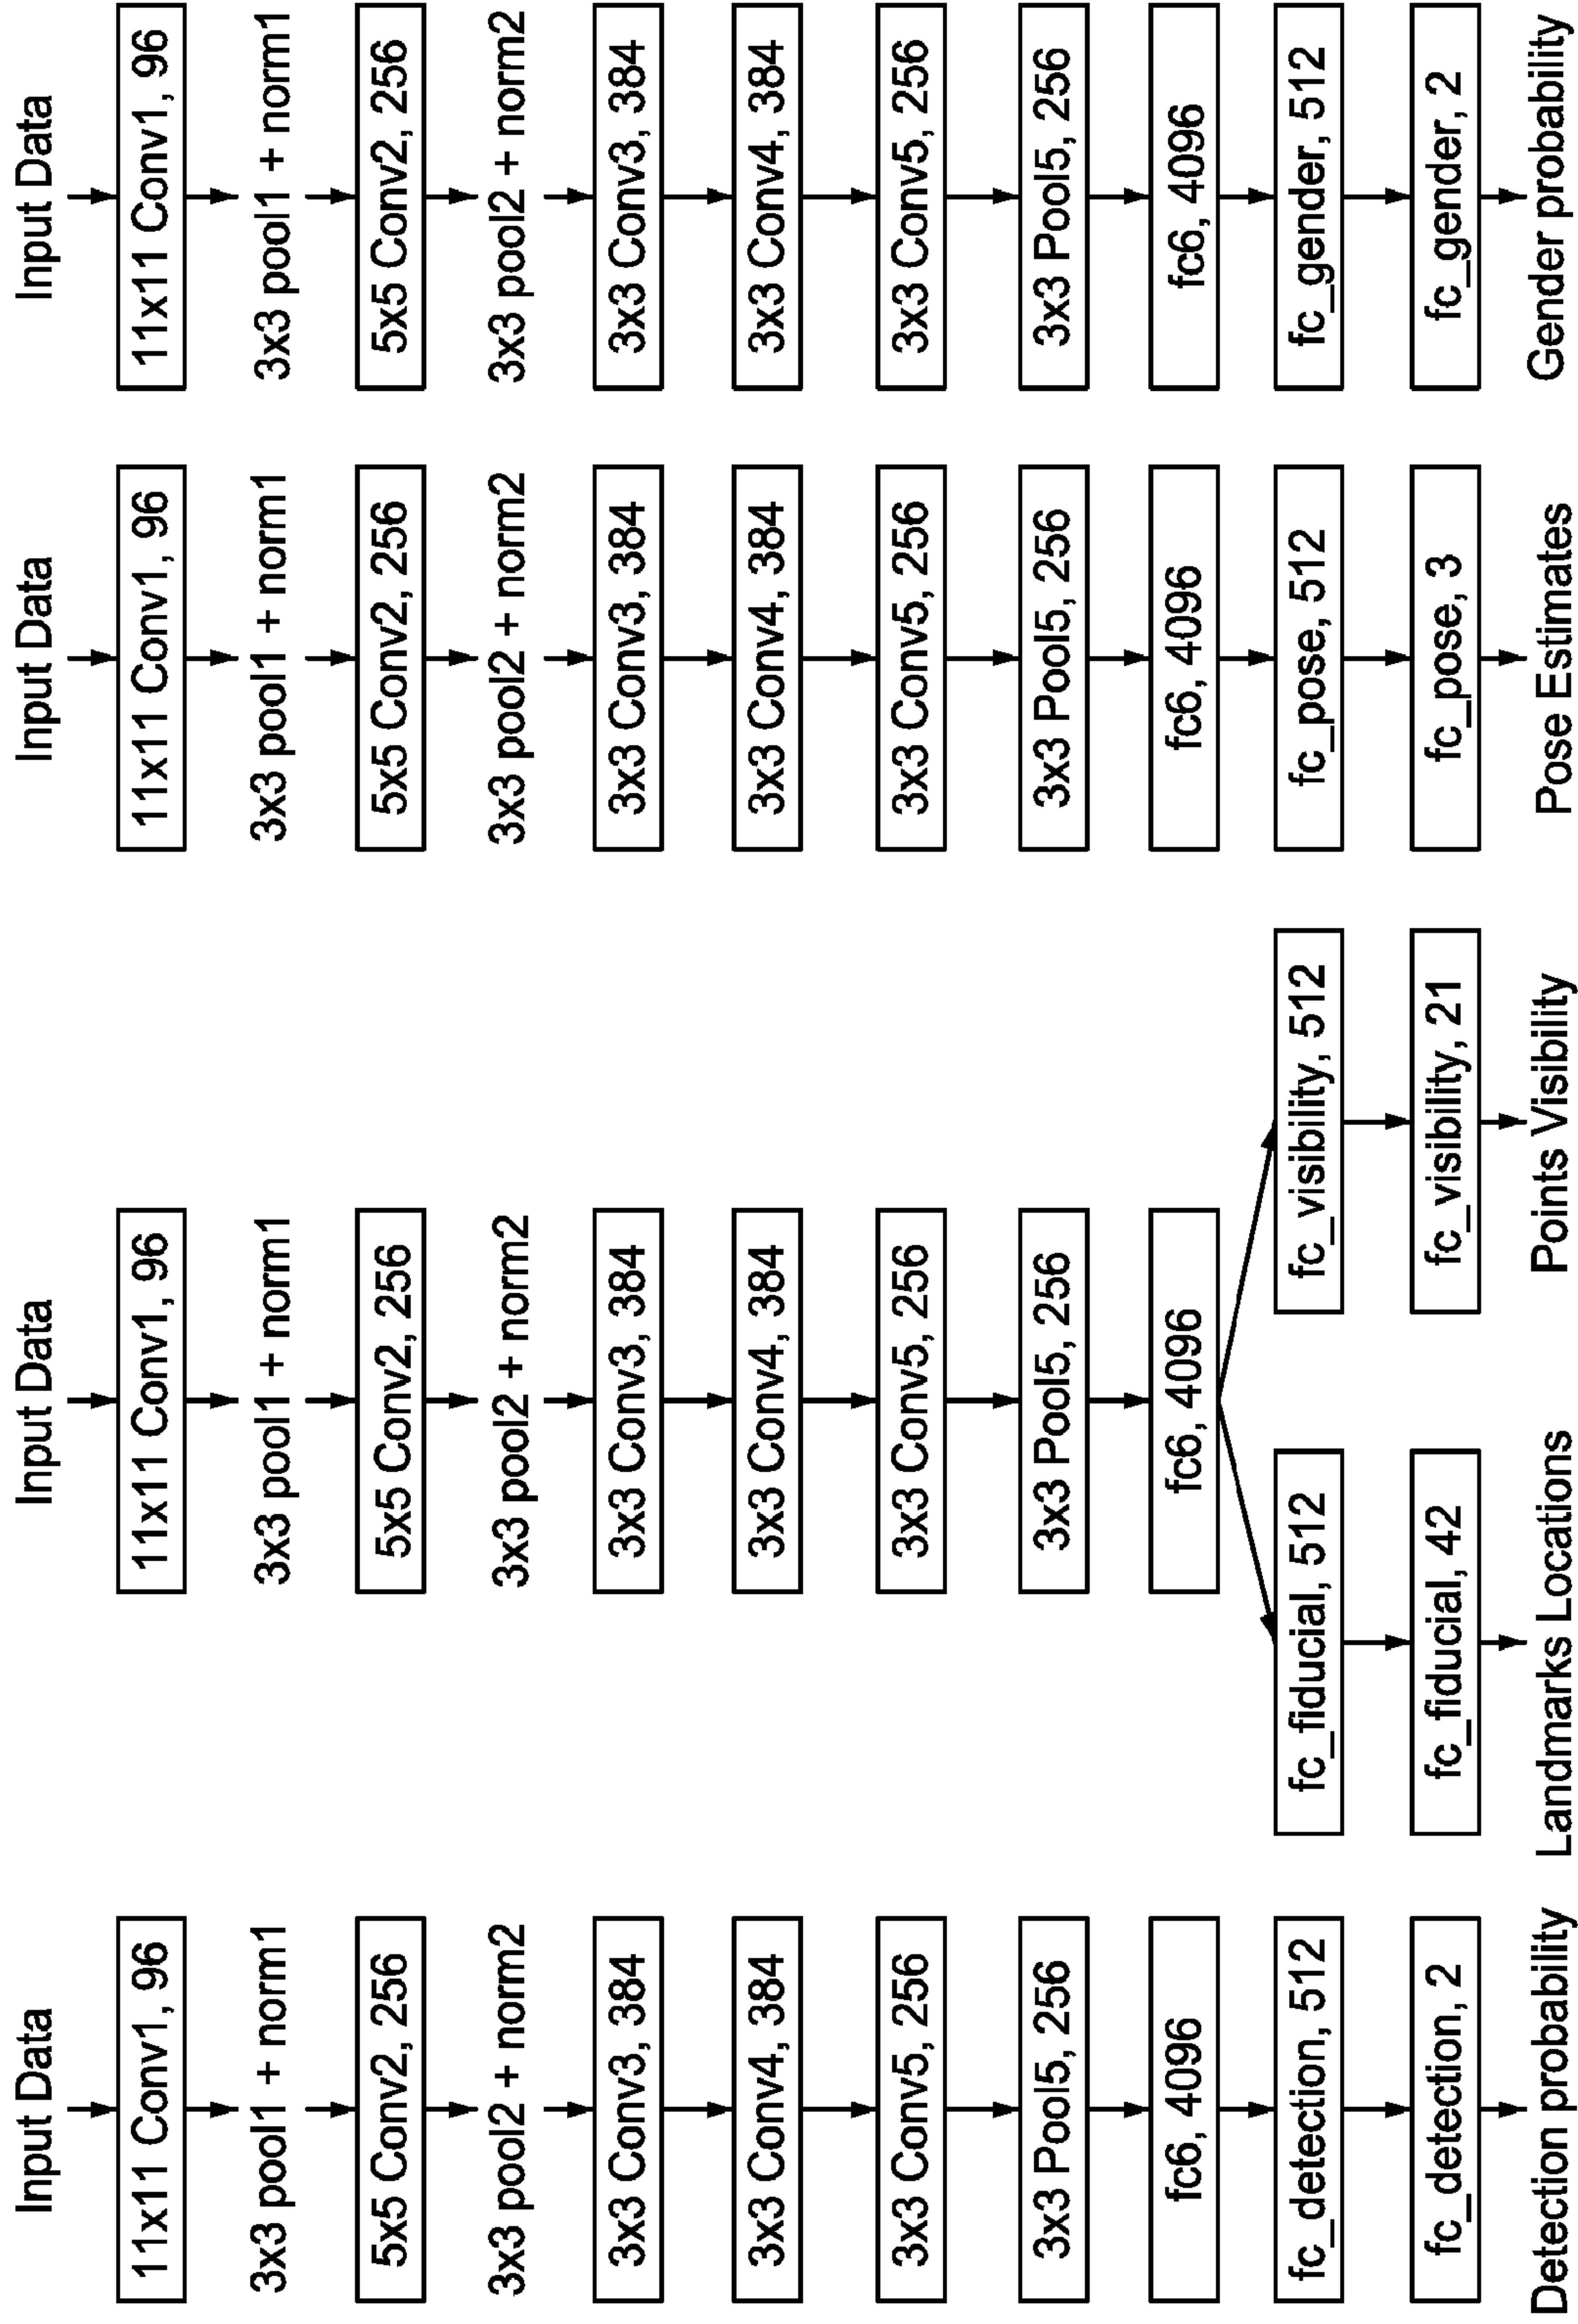 Input Data
11x11 Conv1, 96
3x3 pool1 + norm1
5x5 Conv2, 256
3x3 pool2 + norm2
3x3 Conv3, 384
3x3 Conv4, 384
3x3 Conv5, 256
3x3 Pool5, 256
fc6, 4096
fc_detection, 512
fc_detection, 2
Detection probability
Input Data
11x11 Conv1, 96
3x3 pool1 + norm1
5x5 Conv2, 256
3x3 pool2 + norm2
3x3 Conv3, 384
3x3 Conv4, 384
3x3 Conv5, 256
3x3 Pool5, 256
fc6, 4096
fc_fiducial, 512
fc_fiducial, 42
Landmarks Locations
fc_visibility, 512
fc_visibility, 21
Points Visibility
Input Data
11x11 Conv1, 96
3x3 pool1 + norm1
5x5 Conv2, 256
3x3 pool2 + norm2
3x3 Conv3, 384
3x3 Conv4, 384
3x3 Conv5, 256
3x3 Pool5, 256
fc6, 4096
fc_pose, 512
fc_pose, 3
Pose Estimates
Input Data
11x11 Conv1, 96
3x3 pool1 + norm1
5x5 Conv2, 256
3x3 pool2 + norm2
3x3 Conv3, 384
3x3 Conv4, 384
3x3 Conv5, 256
3x3 Pool5, 256
fc6, 4096
fc_gender, 512
fc_gender, 2
Gender probability